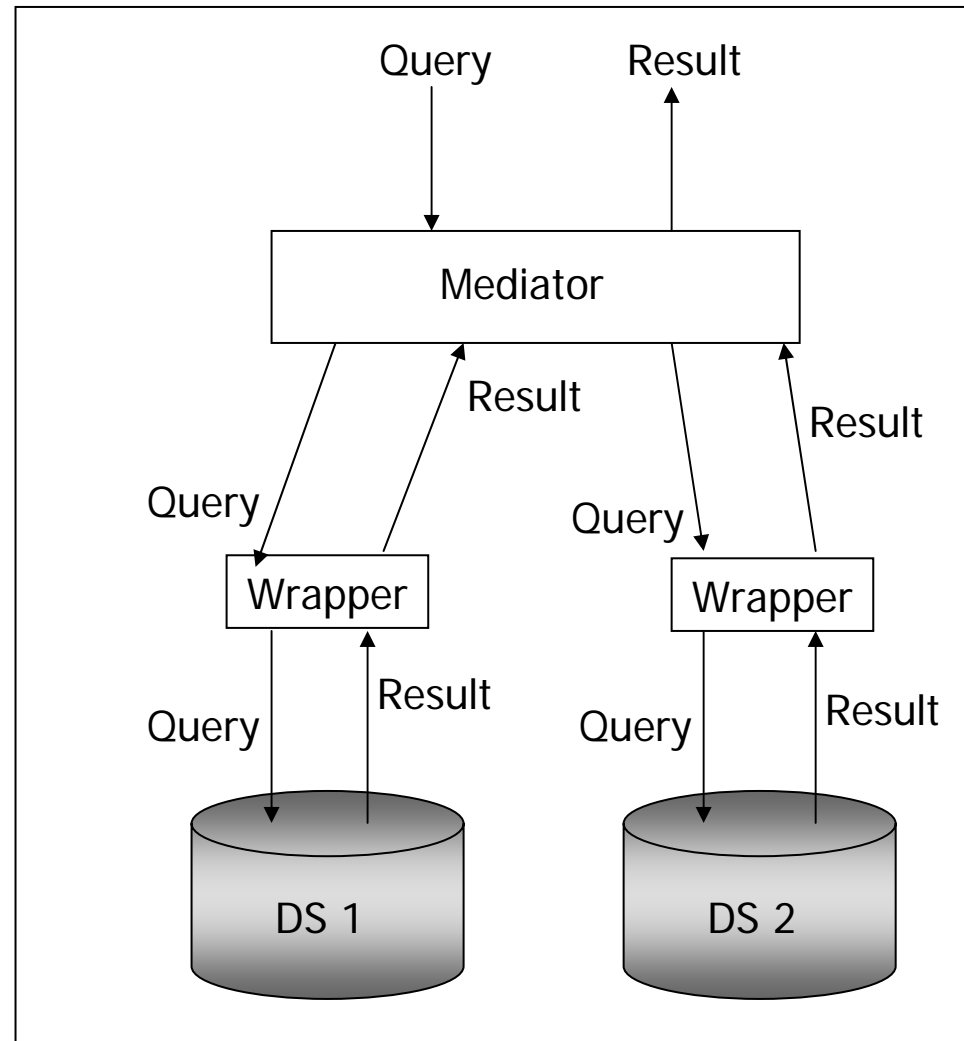 Query
Result
Mediator
Result
Result
Query
Query
Wrapper
Wrapper
Result
Result
Query
Query
DS 1
DS 2